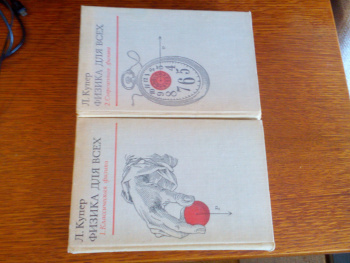 Л. Купер
ФИЗИКА ДЛЯ ВСЕХ
2. Современная физика
Л. Купер
ФИЗИКА ДЛЯ ВСЕХ
1. Классическая физика